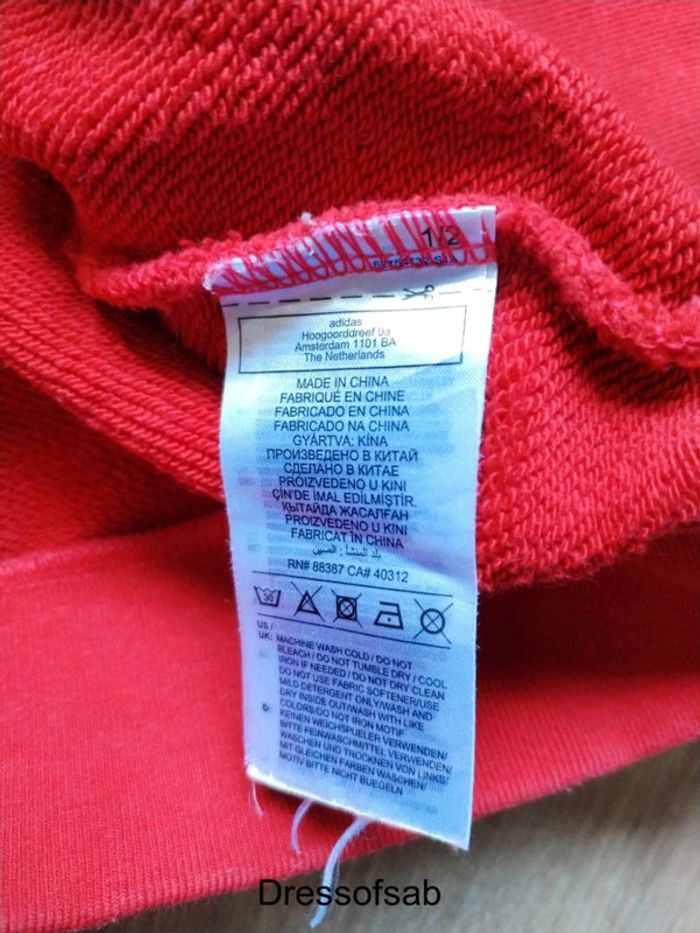 1/2
adidas
Hoogoorddreef 9a
Amsterdam 1101 BA
The Netherlands
MADE IN CHINA
FABRIQUÉ EN CHINE
FABRICADO EN CHINA
FABRICADO NA CHINA
GYÁRTVA: KÍNA
ПРОИЗВЕДЕНО В КИТАЙ
СДЕЛАНО В КИТАЕ
PROIZVEDENO U KINI
ÇİN'DE İMAL EDİLMİŞTİR.
ҚЫТАЙДА ЖАСАЛҒАН
PROIZVEDENO U KINI
FABRICAT ÎN CHINA
بلد المنشأ : الصين
RN# 88387 CA# 40312
30
US /
UK: MACHINE WASH COLD / DO NOT
BLEACH / DO NOT TUMBLE DRY / COOL
IRON IF NEEDED / DO NOT DRY CLEAN
DO NOT USE FABRIC SOFTENER/USE
MILD DETERGENT ONLY/WASH AND
DRY INSIDE OUT/WASH WITH LIKE
COLORS/DO NOT IRON MOTIF
D: KEINEN WEICHSPUELER VERWENDEN/
BITTE FEINWASCHMITTEL VERWENDEN/
WASCHEN UND TROCKNEN VON LINKS/
MIT GLEICHEN FARBEN WASCHEN/
MOTIV BITTE NICHT BUEGELN
Dressofsab